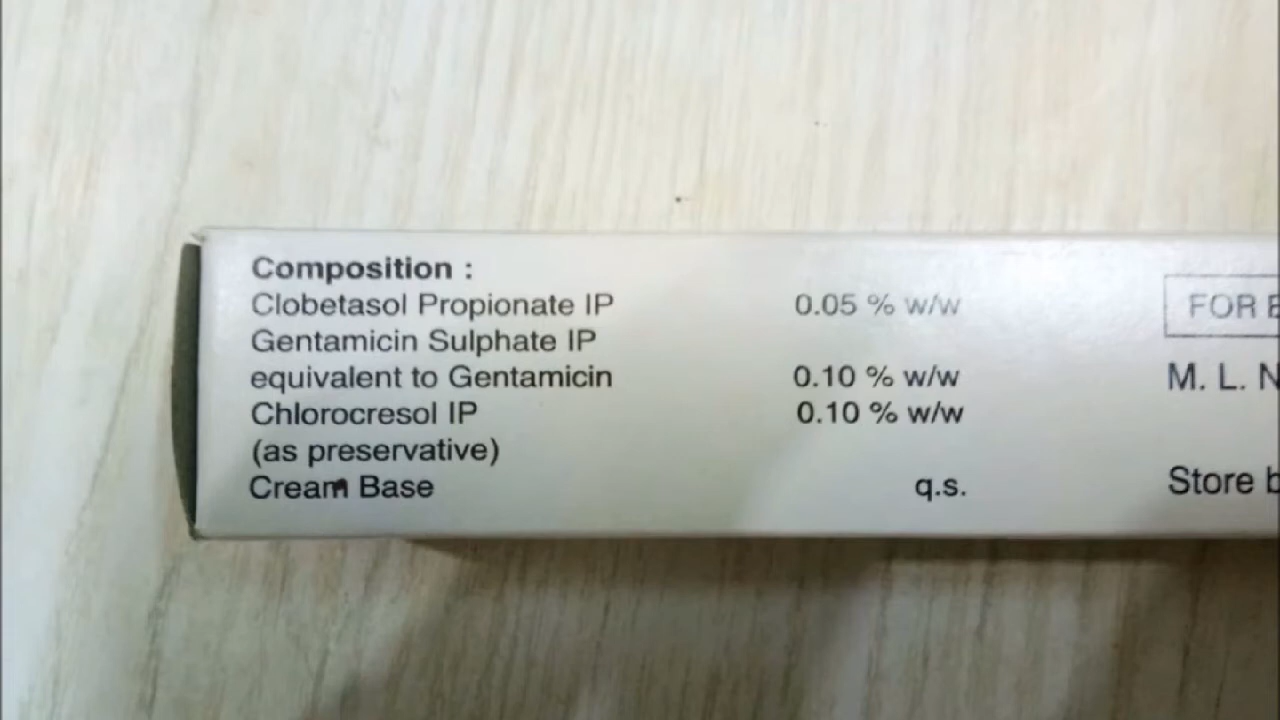 Composition :
Clobetasol Propionate IP 0.05 % w/w
Gentamicin Sulphate IP
equivalent to Gentamicin 0.10 % w/w
Chlorocresol IP 0.10 % w/w
(as preservative)
Cream Base q.s.
FOR
M. L.
Store